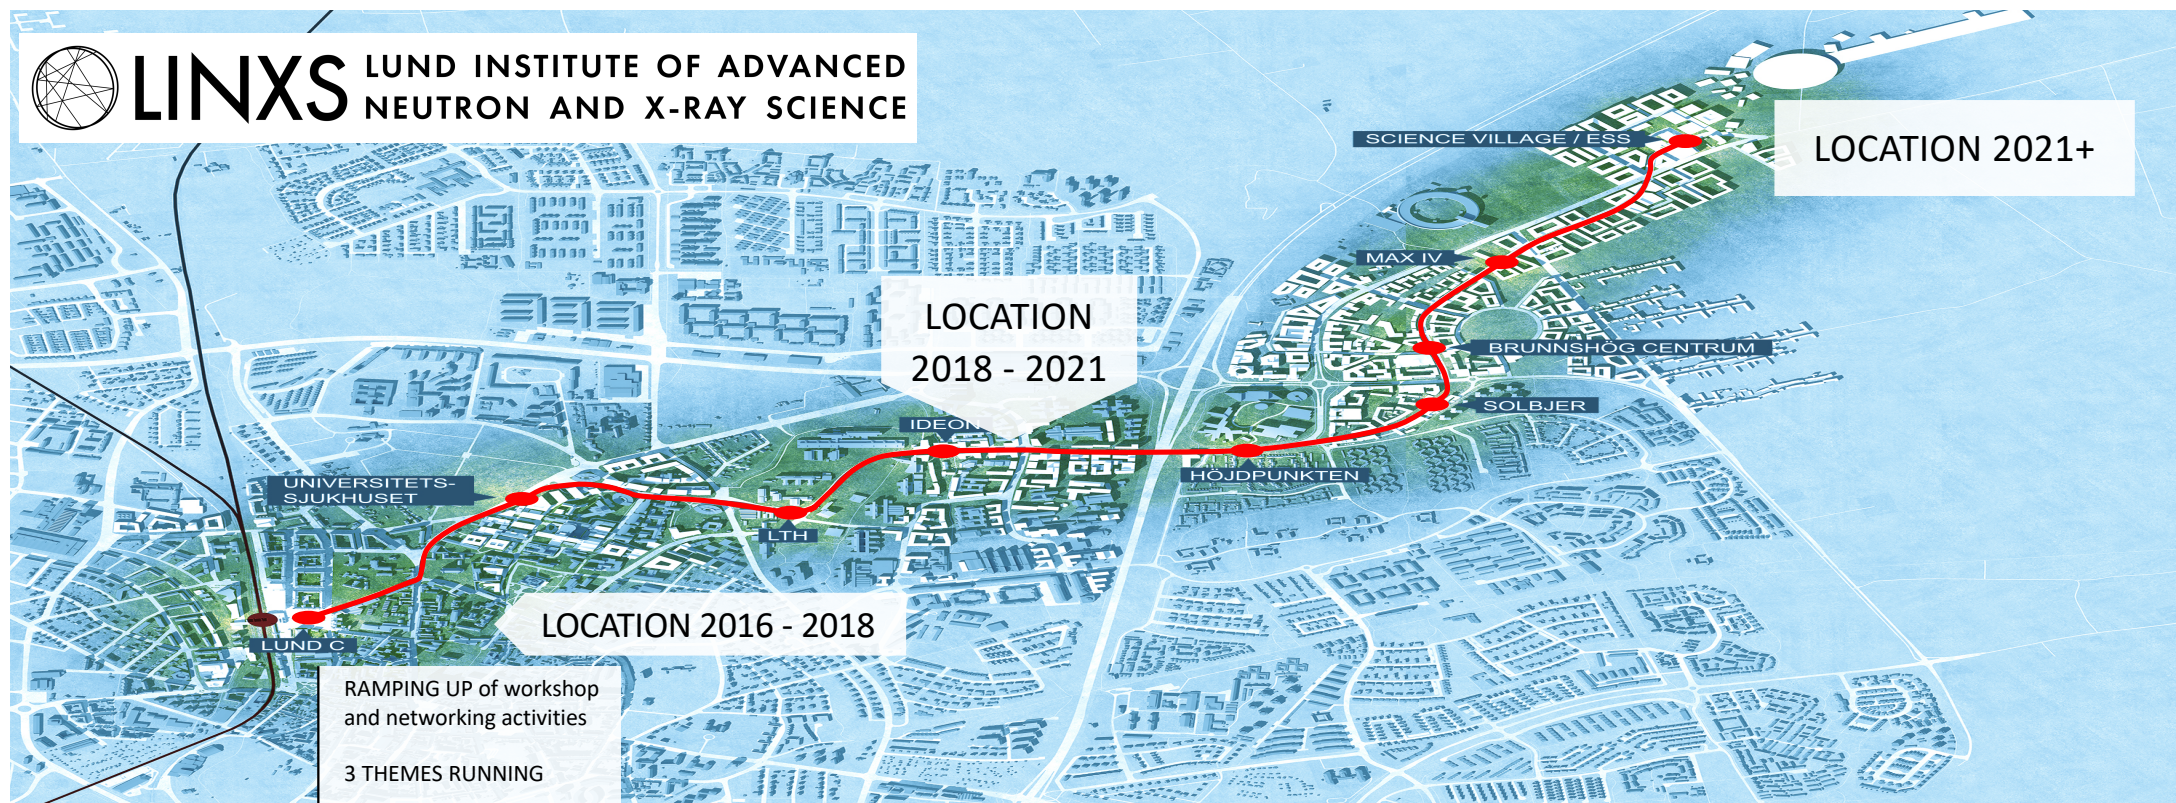 LINXS
LUND INSTITUTE OF ADVANCED
NEUTRON AND X-RAY SCIENCE
SCIENCE VILLAGE / ESS
LOCATION 2021+
MAX IV
LOCATION
2018 - 2021
BRUNNSHÖG CENTRUM
SOLBJER
IDEON
HÖJDPUNKTEN
UNIVERSITETS-
SJUKHUSET
LTH
LOCATION 2016 - 2018
LUND C
RAMPING UP of workshop
and networking activities
3 THEMES RUNNING